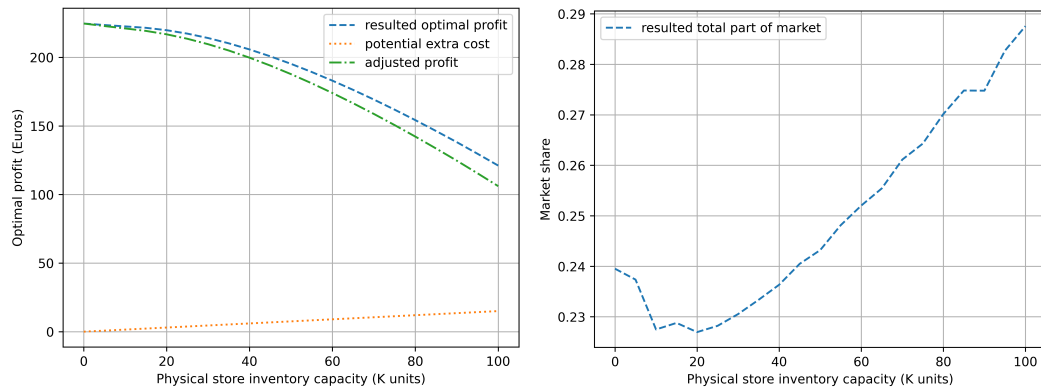 resulted optimal profit
potential extra cost
adjusted profit
200
150
100
50
0
0 20 40 60 80 100
Optimal profit (Euros)
Physical store inventory capacity (K units)
resulted total part of market
0.29
0.28
0.27
0.26
0.25
0.24
0.23
0 20 40 60 80 100
Market share
Physical store inventory capacity (K units)